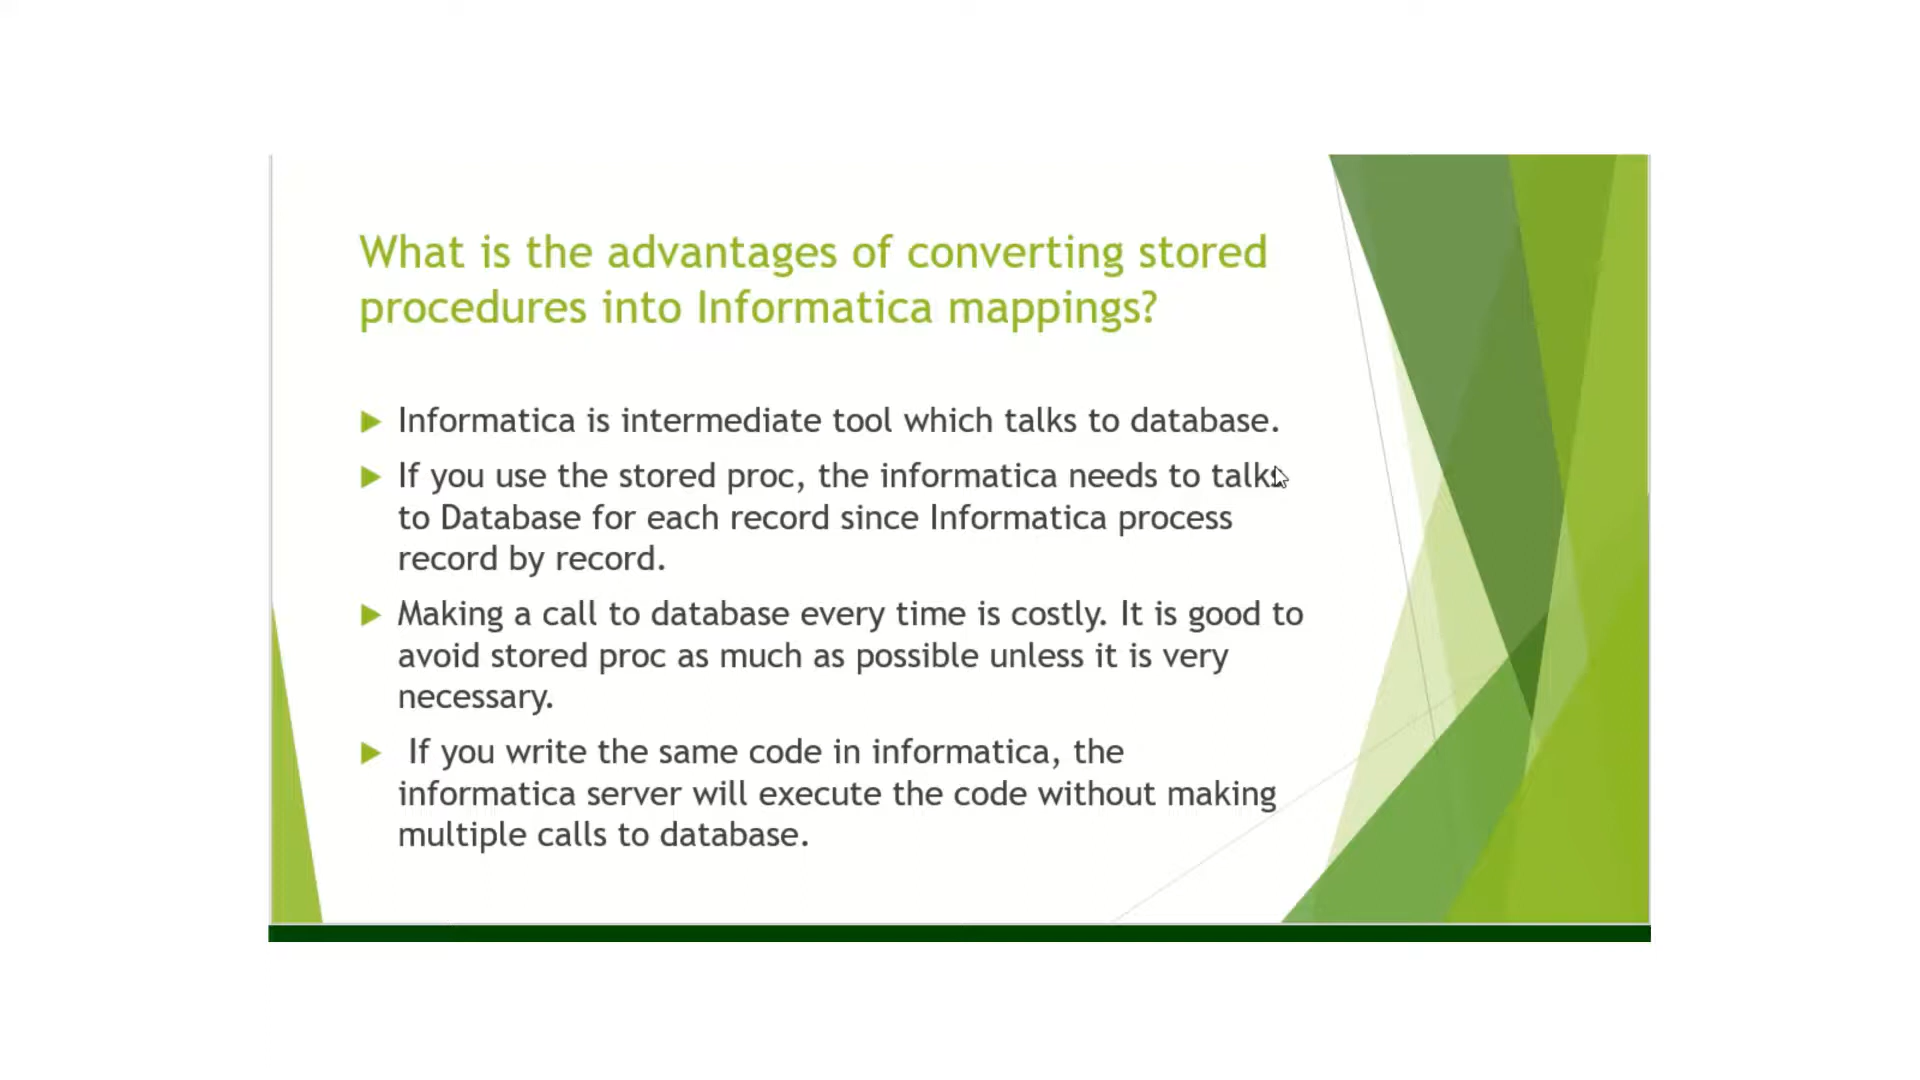 What is the advantages of converting stored
procedures into Informatica mappings?
Informatica is intermediate tool which talks to database.
If you use the stored proc, the informatica needs to talks
to Database for each record since Informatica process
record by record.
Making a call to database every time is costly. It is good to
avoid stored proc as much as possible unless it is very
necessary.
If you write the same code in informatica, the
informatica server will execute the code without making
multiple calls to database.